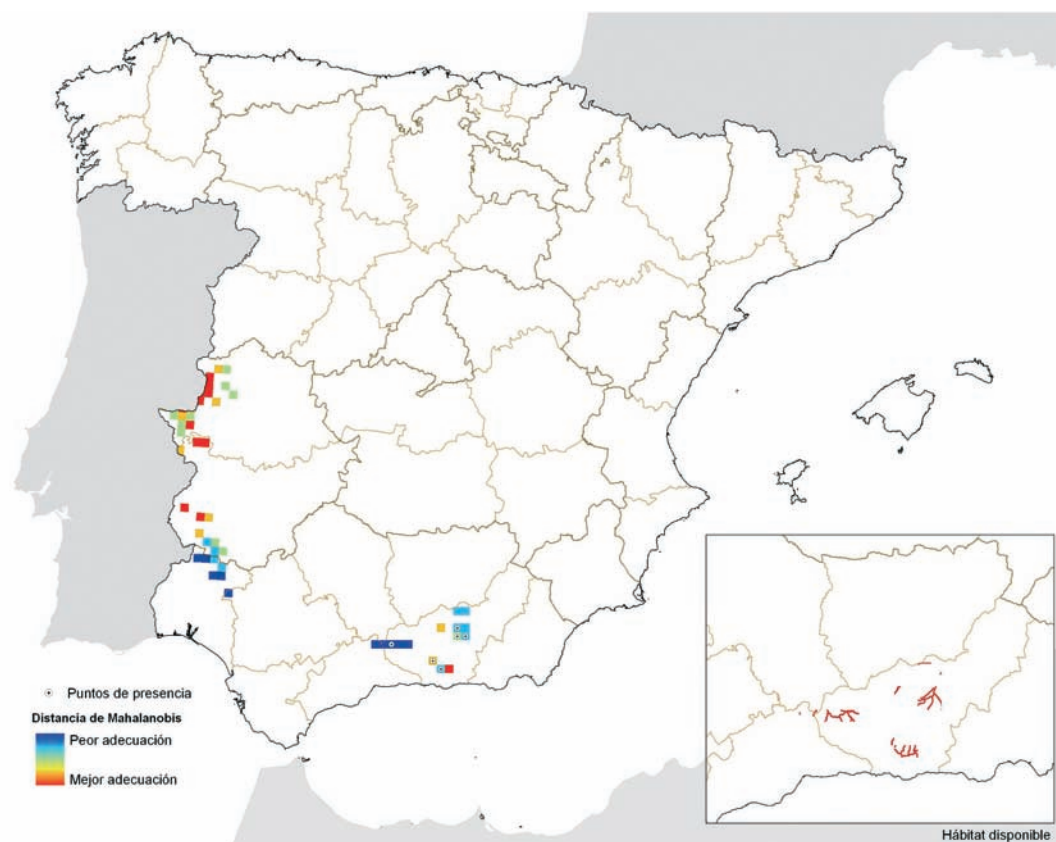 Puntos de presencia
Distancia de Mahalanobis
Peor adecuación
Mejor adecuación
Hábitat disponible